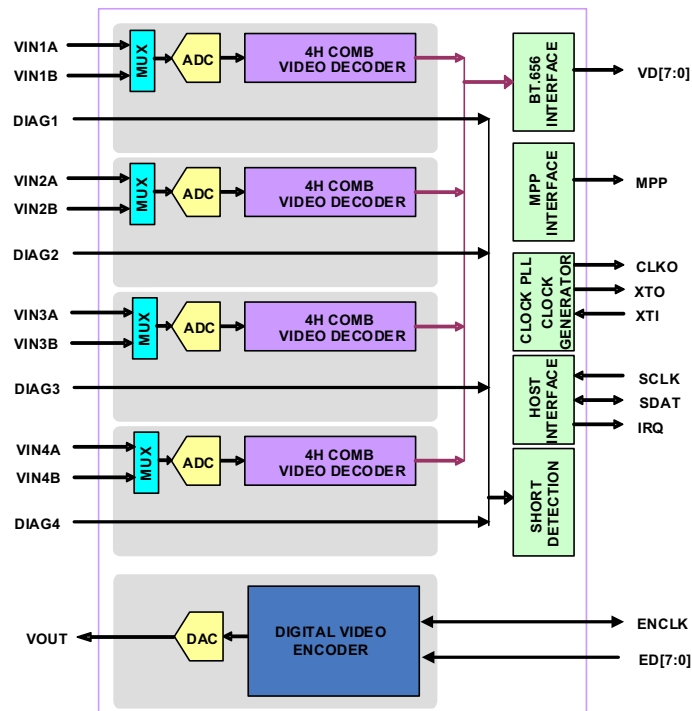 VIN1A
VIN1B
MUX
ADC
4H COMB
VIDEO DECODER
BT.656
INTERFACE
VD[7:0]
DIAG1
VIN2A
VIN2B
MUX
ADC
4H COMB
VIDEO DECODER
MPP
INTERFACE
MPP
DIAG2
CLOCK PLL
CLOCK
GENERATOR
CLKO
XTO
XTI
VIN3A
VIN3B
MUX
ADC
4H COMB
VIDEO DECODER
DIAG3
HOST
INTERFACE
SCLK
SDAT
IRQ
VIN4A
VIN4B
MUX
ADC
4H COMB
VIDEO DECODER
DIAG4
SHORT
DETECTION
VOUT
DAC
DIGITAL VIDEO
ENCODER
ENCLK
ED[7:0]